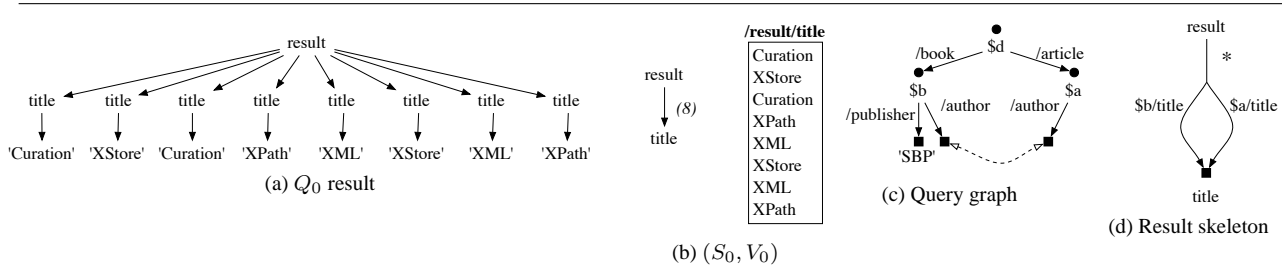 result
title title title title title title title title
'Curation' 'XStore' 'Curation' 'XPath' 'XML' 'XStore' 'XML' 'XPath'
(a) Q0 result
result
(8)
title
/result/title
Curation
XStore
Curation
XPath
XML
XStore
XML
XPath
(b) (S0, V0)
$d
/book /article
$b $a
/publisher /author /author
'SBP'
(c) Query graph
result
*
$b/title $a/title
title
(d) Result skeleton